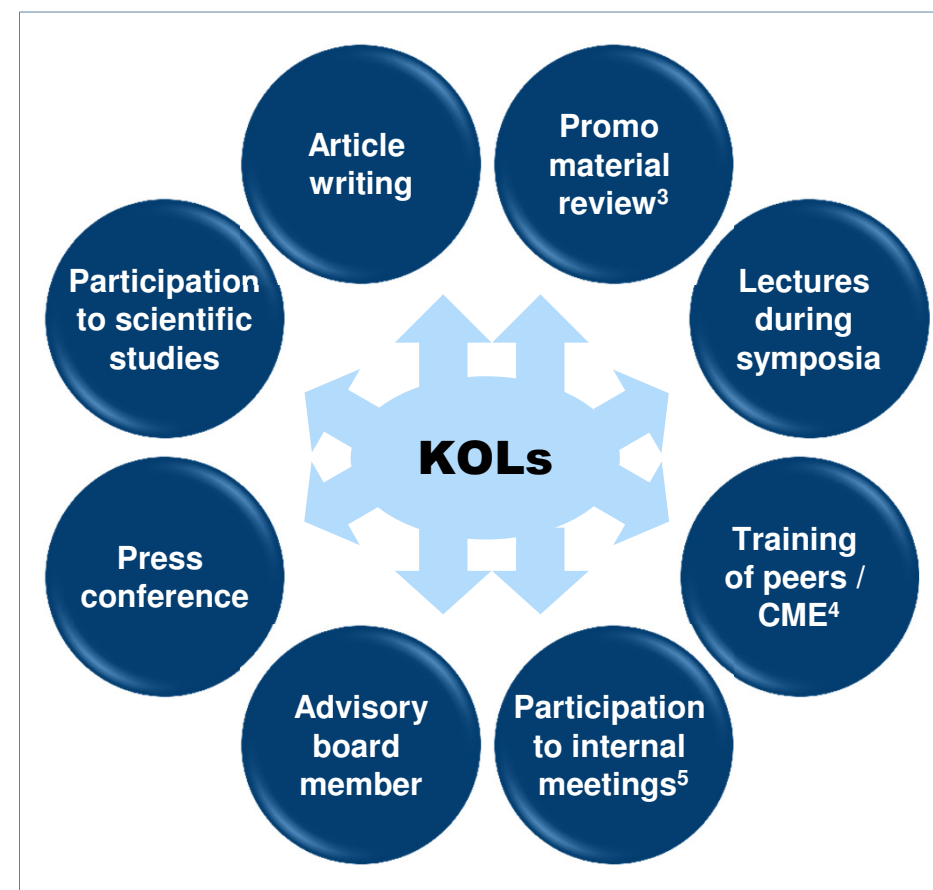 Article
writing
Promo
material
review³
Participation
to scientific
studies
Lectures
during
symposia
KOLs
Press
conference
Training
of peers /
CME⁴
Advisory
board
member
Participation
to internal
meetings⁵